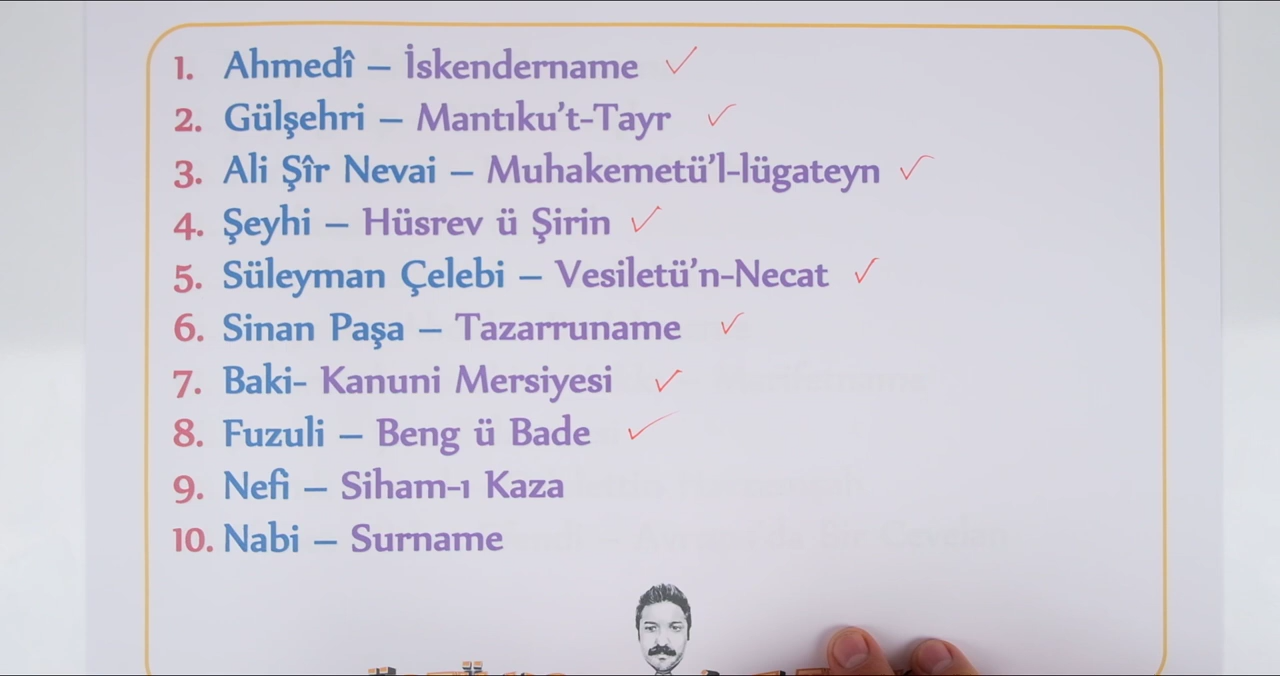 1. Ahmedî – İskendername
2. Gülşehri – Mantıku't-Tayr
3. Ali Şîr Nevai – Muhakemetü'l-lügateyn
4. Şeyhi – Hüsrev ü Şirin
5. Süleyman Çelebi – Vesiletü'n-Necat
6. Sinan Paşa – Tazarruname
7. Baki- Kanuni Mersiyesi
8. Fuzuli – Beng ü Bade
9. Nefi – Siham-ı Kaza
10. Nabi – Surname